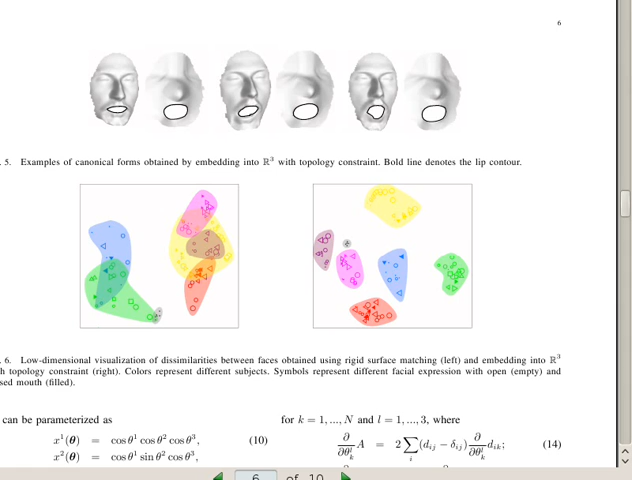 6
. 5. Examples of canonical forms obtained by embedding into ℝ³ with topology constraint. Bold line denotes the lip contour.
. 6. Low-dimensional visualization of dissimilarities between faces obtained using rigid surface matching (left) and embedding into ℝ³
h topology constraint (right). Colors represent different subjects. Symbols represent different facial expression with open (empty) and
sed mouth (filled).
can be parameterized as
x¹(θ) = cos θ¹ cos θ² cos θ³, (10)
x²(θ) = cos θ¹ sin θ² cos θ³,
for k = 1, ..., N and l = 1, ..., 3, where
∂/∂θₖˡ A = 2 ∑ᵢ (dᵢⱼ − δᵢⱼ) ∂/∂θₖˡ dᵢₖ; (14)
6 of 10